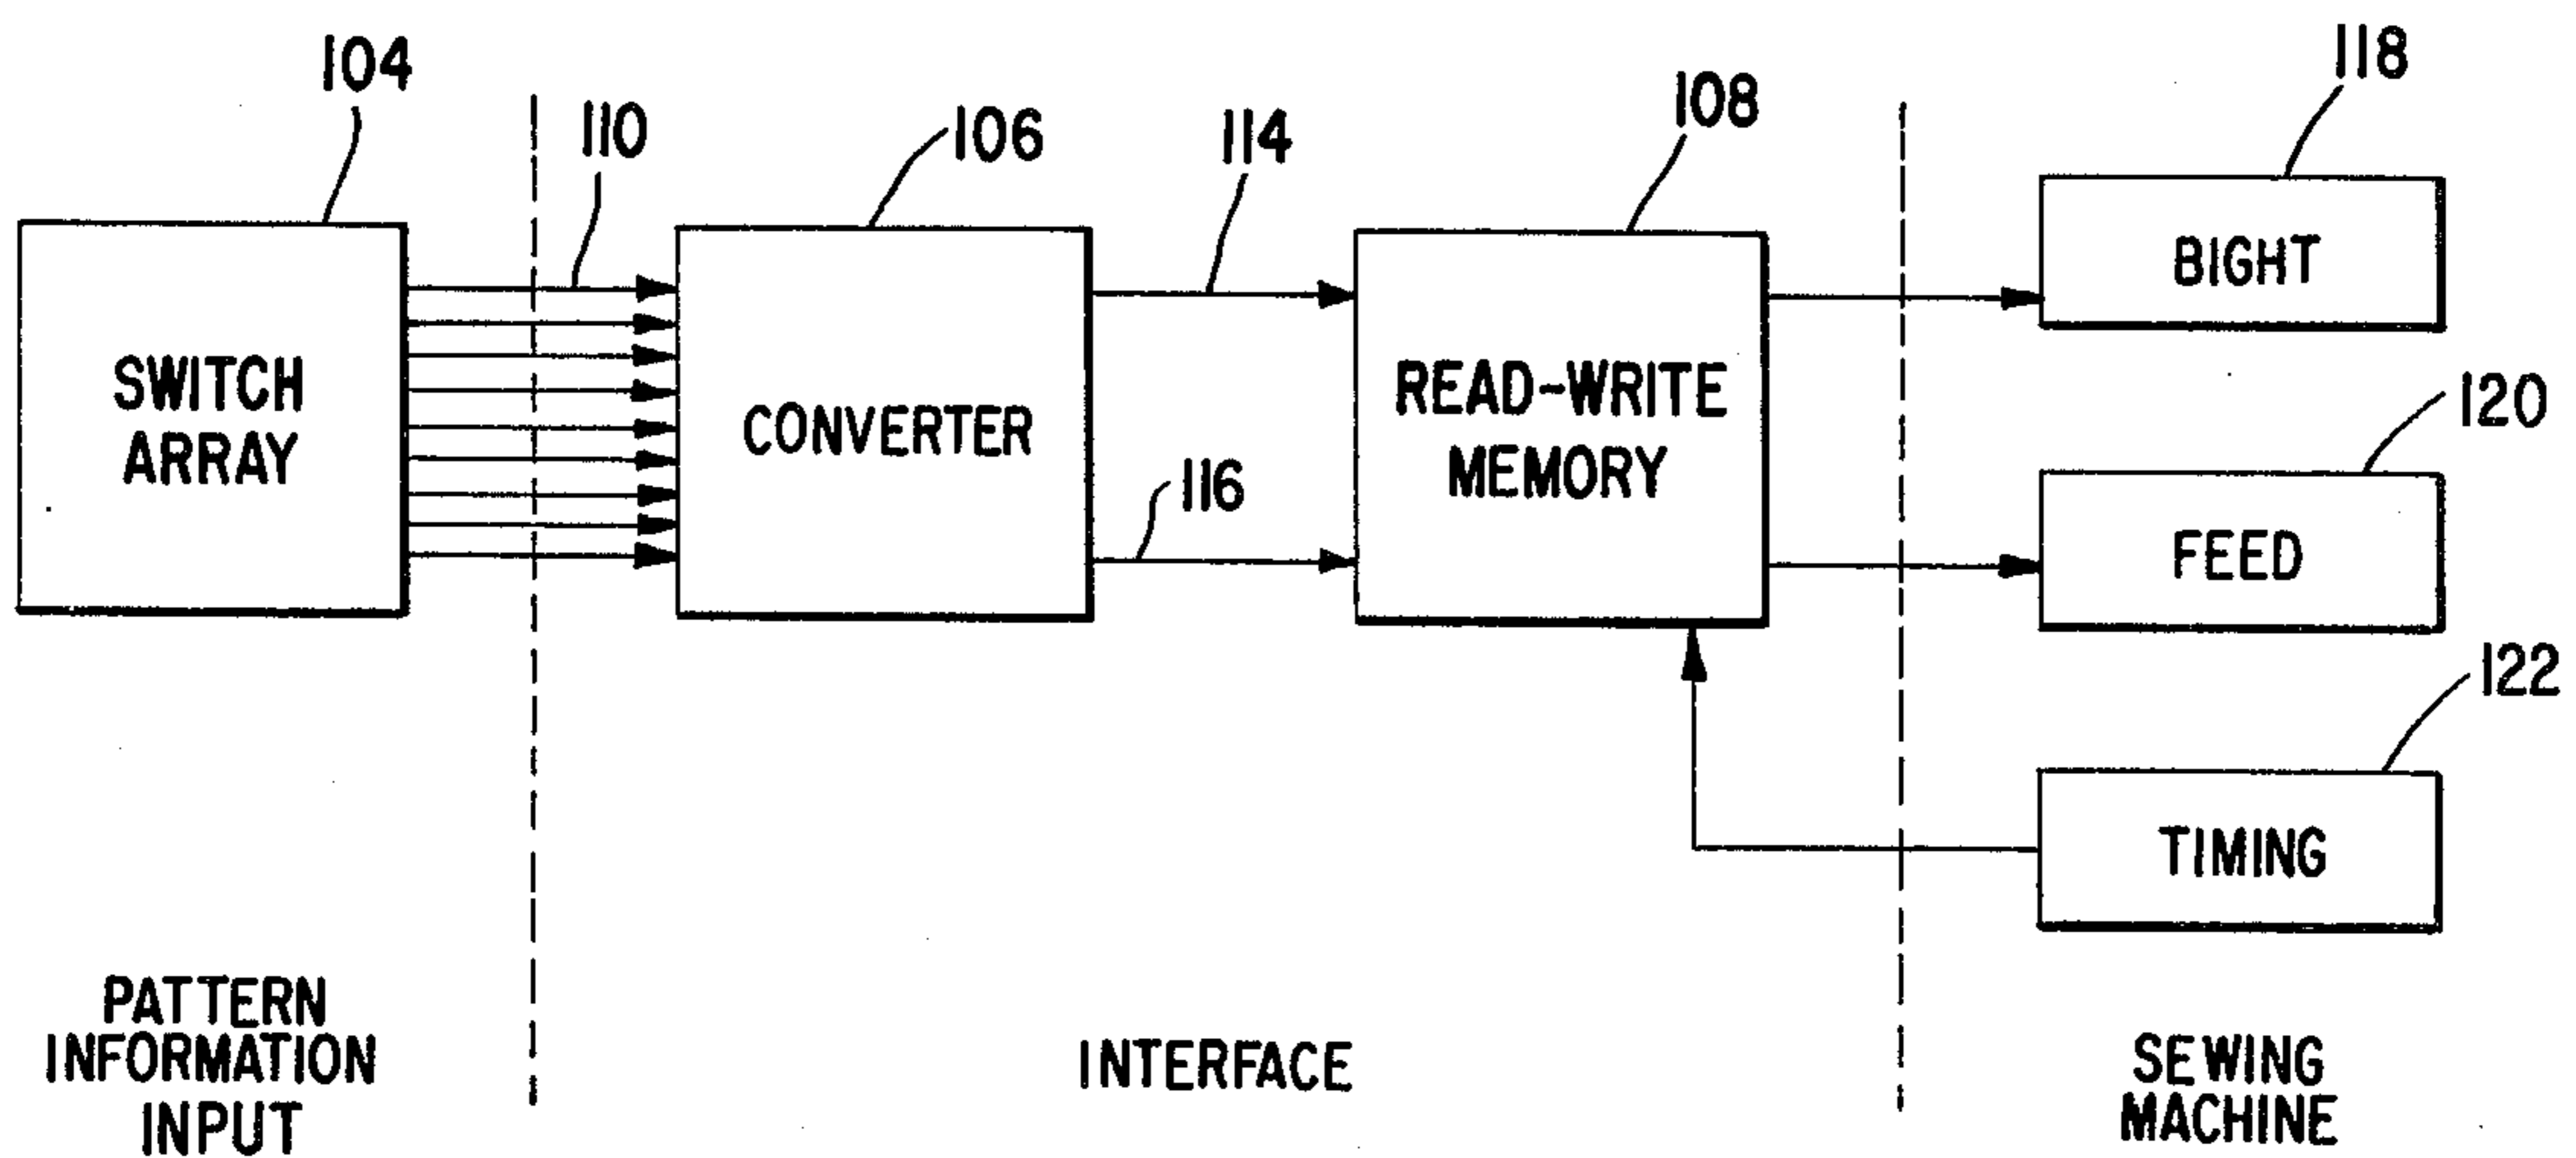 104
110
106
114
108
118
SWITCH
ARRAY
CONVERTER
116
READ-WRITE
MEMORY
BIGHT
120
FEED
122
TIMING
PATTERN
INFORMATION
INPUT
INTERFACE
SEWING
MACHINE